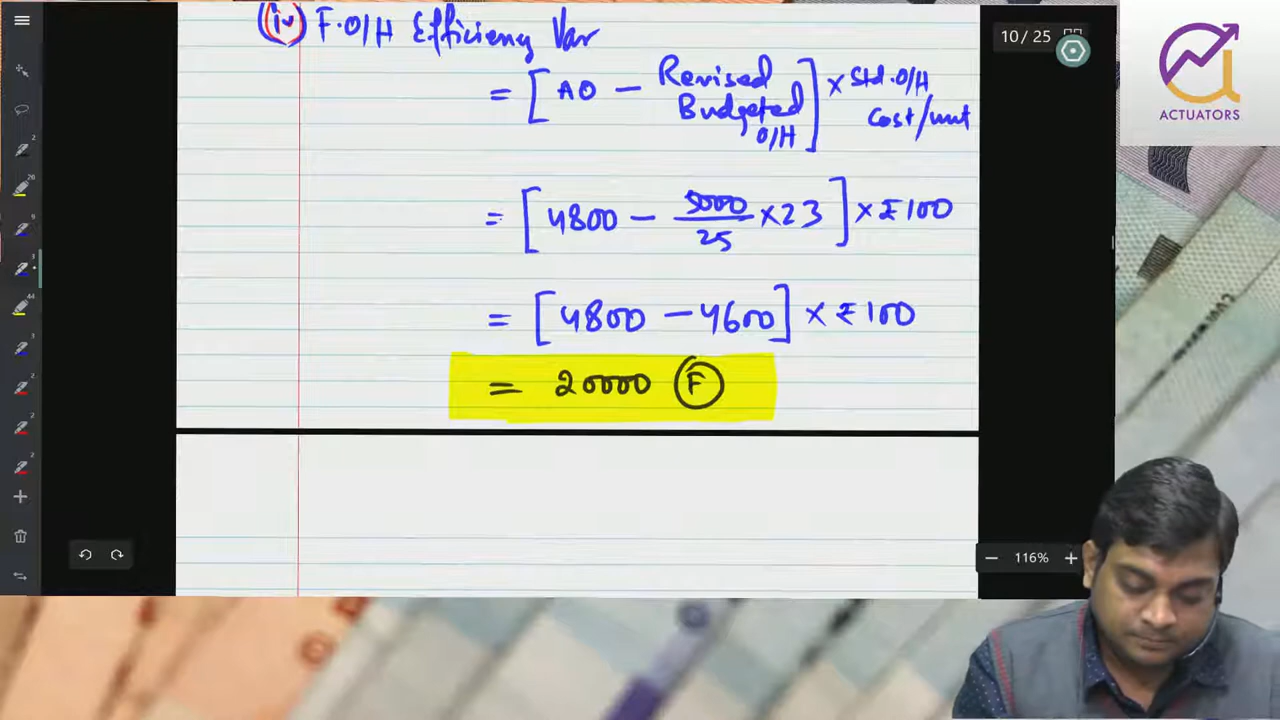 (iv) F.O/H Efficieny Var
= [AO - Revised Budgeted O/H] × Std.O/H Cost/unit
= [4800 - 5000/25 × 23] × ₹100
= [4800 - 4600] × ₹100
= 20000 (F)
10 / 25
ACTUATORS
116%